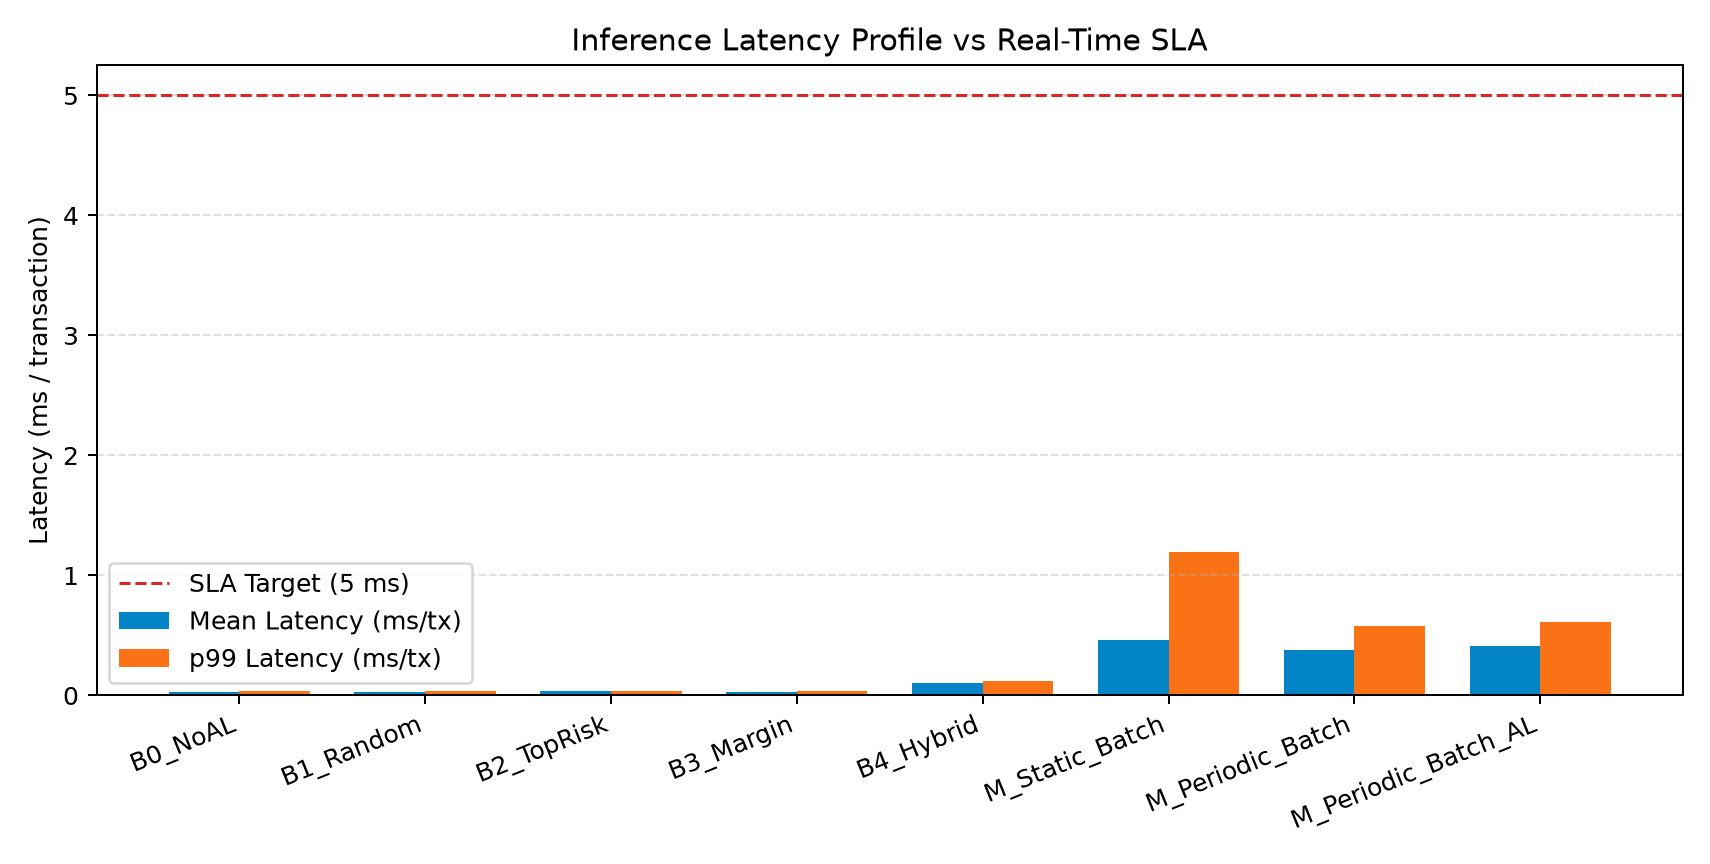 Inference Latency Profile vs Real-Time SLA
Latency (ms / transaction)
5
4
3
2
1
0
SLA Target (5 ms)
Mean Latency (ms/tx)
p99 Latency (ms/tx)
B0_NoAL
B1_Random
B2_TopRisk
B3_Margin
B4_Hybrid
M_Static_Batch
M_Periodic_Batch
M_Periodic_Batch_AL